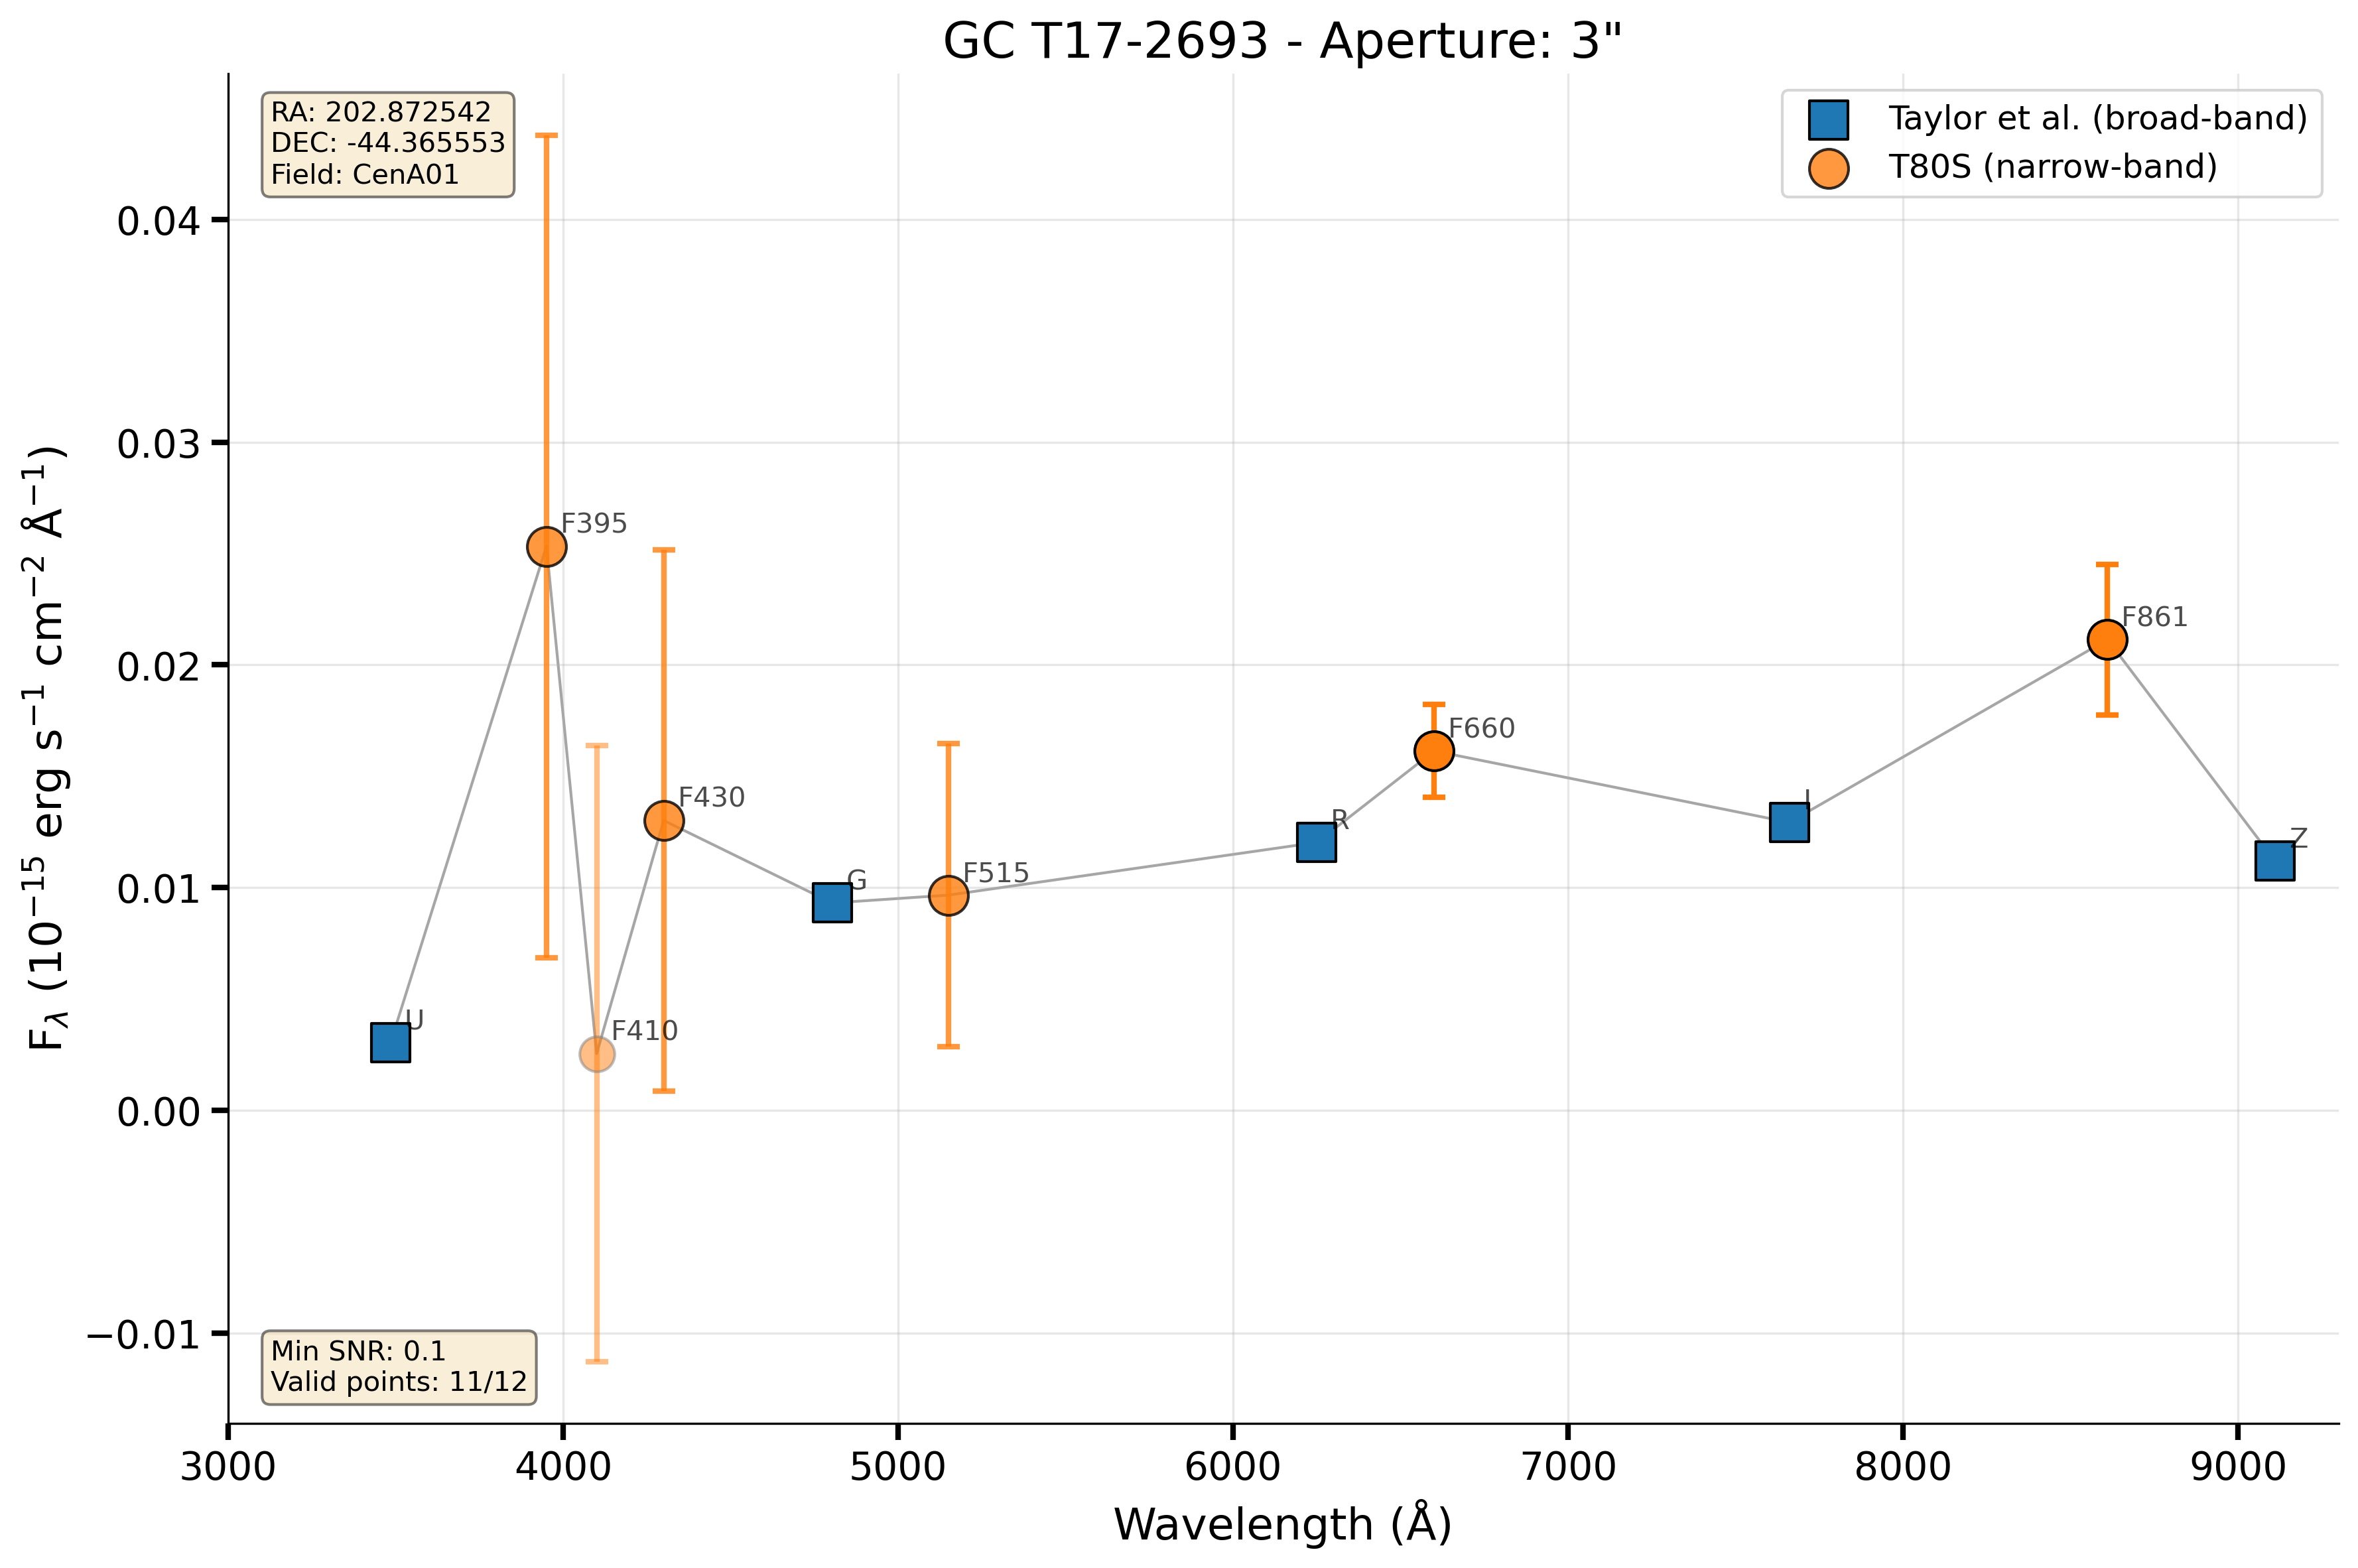 GC T17-2693 - Aperture: 3"
RA: 202.872542
DEC: -44.365553
Field: CenA01
Taylor et al. (broad-band)
T80S (narrow-band)
0.04
0.03
0.02
0.01
0.00
−0.01
F_λ (10⁻¹⁵ erg s⁻¹ cm⁻² Å⁻¹)
U
F395
F410
F430
G
F515
R
F660
I
F861
Z
Min SNR: 0.1
Valid points: 11/12
3000
4000
5000
6000
7000
8000
9000
Wavelength (Å)